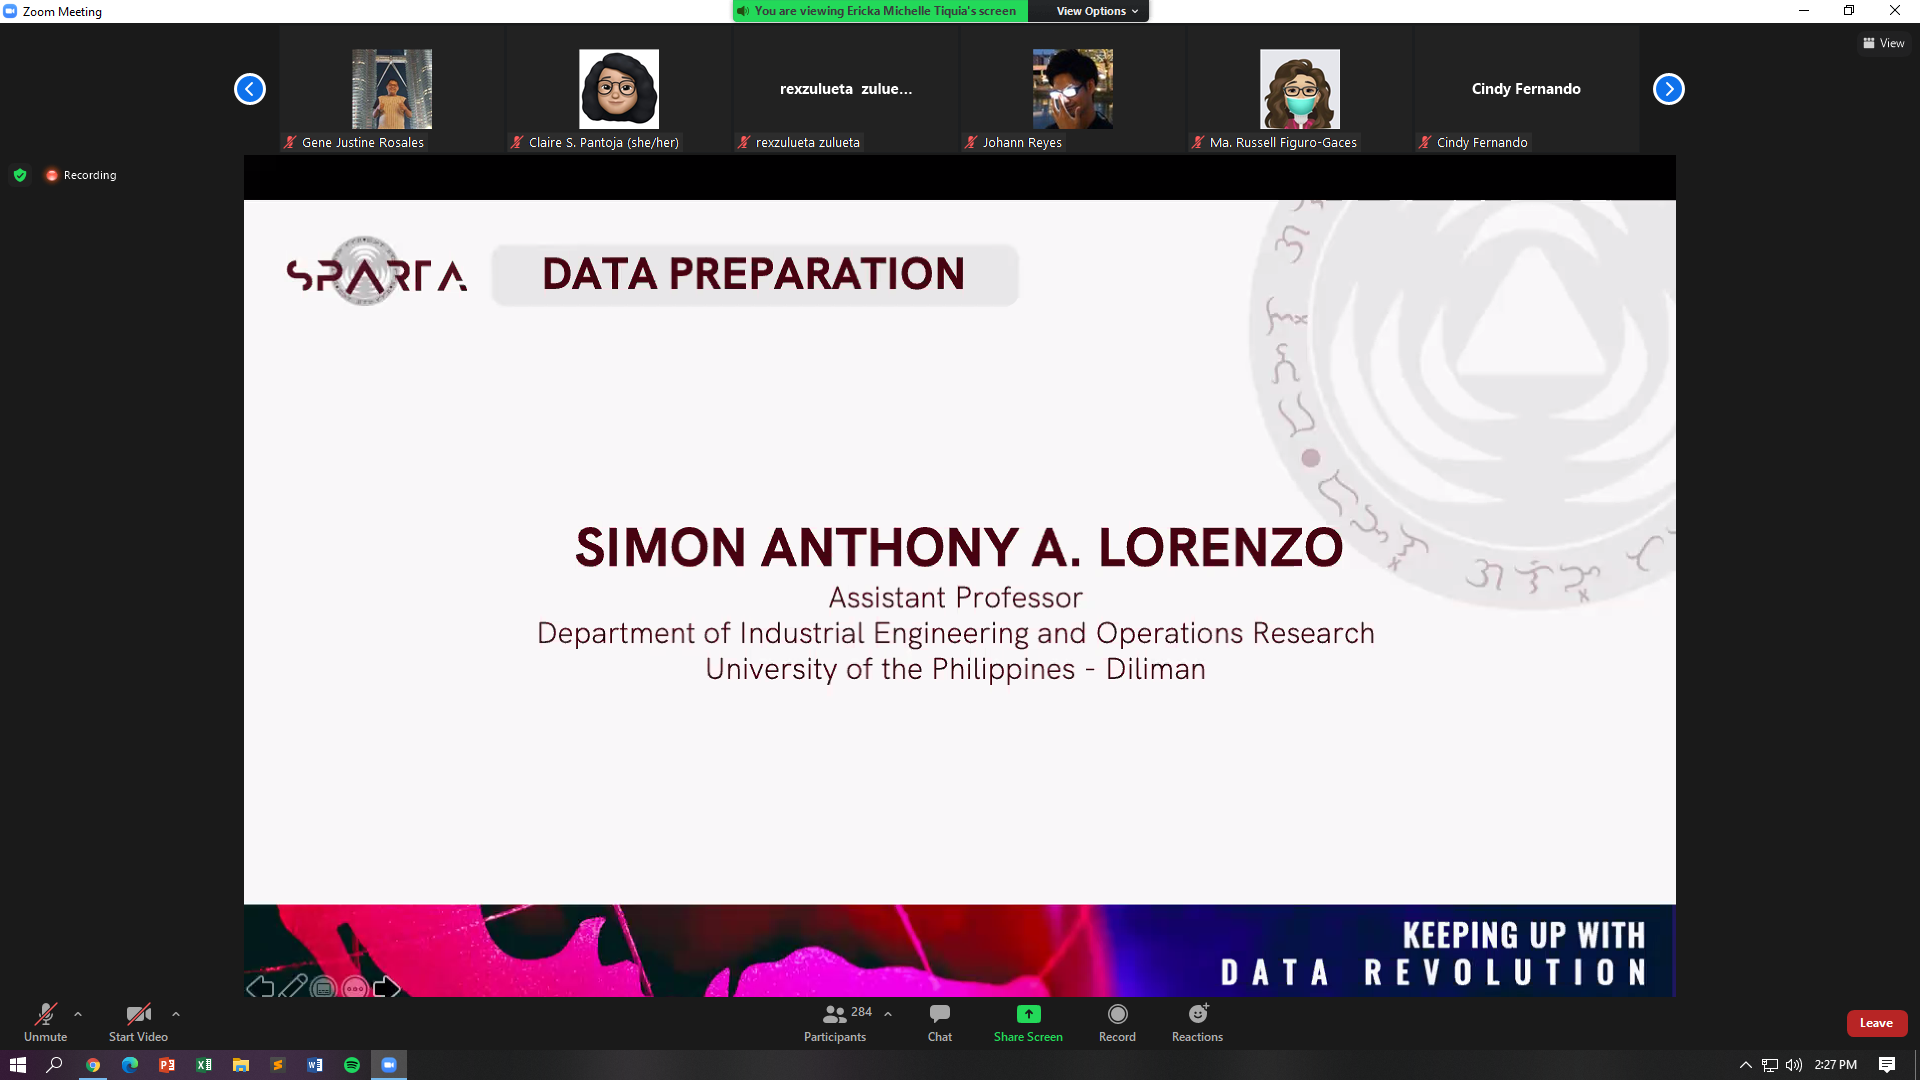 Zoom Meeting
You are viewing Ericka Michelle Tiquia's screen
View Options
View
rexzulueta zulue...
Cindy Fernando
Gene Justine Rosales
Claire S. Pantoja (she/her)
rexzulueta zulueta
Johann Reyes
Ma. Russell Figuro-Gaces
Cindy Fernando
Recording
SPARTA
DATA PREPARATION
SIMON ANTHONY A. LORENZO
Assistant Professor
Department of Industrial Engineering and Operations Research
University of the Philippines - Diliman
KEEPING UP WITH
DATA REVOLUTION
Unmute
Start Video
284
Participants
Chat
Share Screen
Record
Reactions
Leave
2:27 PM